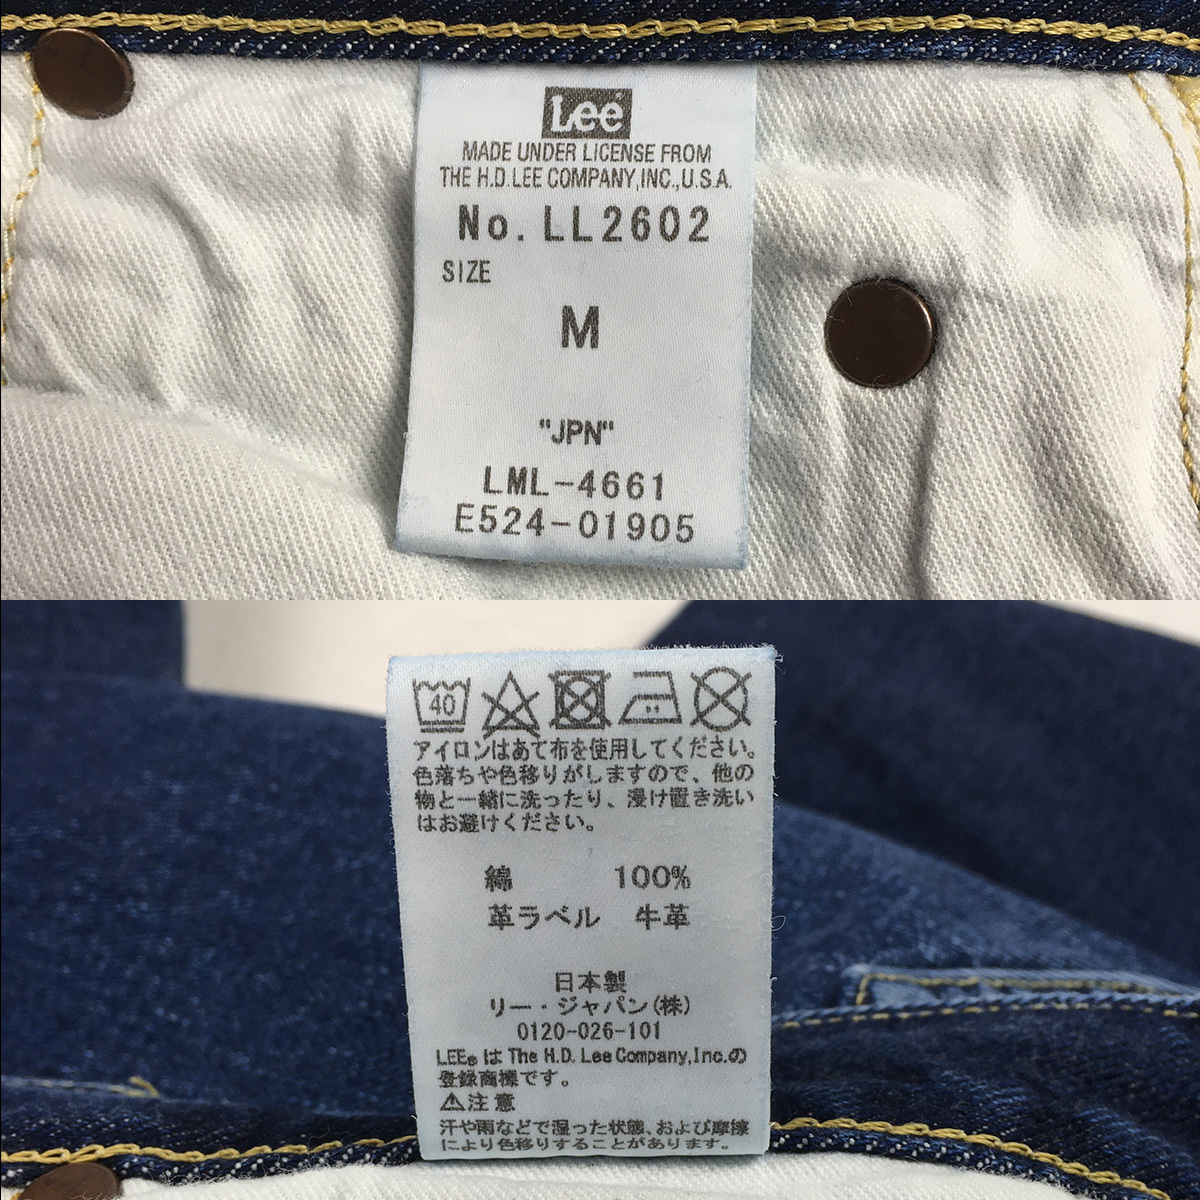 Lee
MADE UNDER LICENSE FROM
THE H.D.LEE COMPANY,INC.,U.S.A.
No. LL2602
SIZE
M
"JPN"
LML-4661
E524-01905
40
アイロンはあて布を使用してください。
色落ちや色移りがしますので、他の
物と一緒に洗ったり、浸け置き洗い
はお避けください。
綿 100%
革ラベル 牛革
日本製
リー・ジャパン(株)
0120-026-101
LEE®は The H.D. Lee Company,Inc.の
登録商標です。
⚠注意
汗や雨などで湿った状態、および摩擦
により色移りすることがあります。